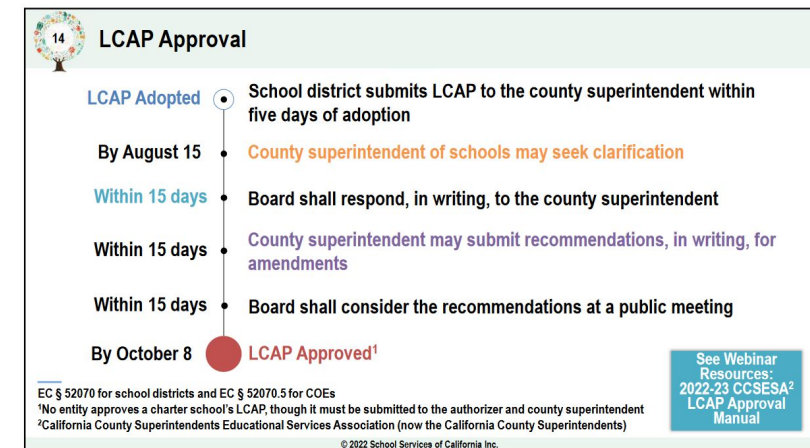 14
LCAP Approval
LCAP Adopted
School district submits LCAP to the county superintendent within
five days of adoption
By August 15
County superintendent of schools may seek clarification
Within 15 days
Board shall respond, in writing, to the county superintendent
Within 15 days
County superintendent may submit recommendations, in writing, for
amendments
Within 15 days
Board shall consider the recommendations at a public meeting
By October 8
LCAP Approved¹
See Webinar
Resources:
2022-23 CCSESA²
LCAP Approval
Manual
EC § 52070 for school districts and EC § 52070.5 for COEs
¹No entity approves a charter school's LCAP, though it must be submitted to the authorizer and county superintendent
²California County Superintendents Educational Services Association (now the California County Superintendents)
© 2022 School Services of California Inc.